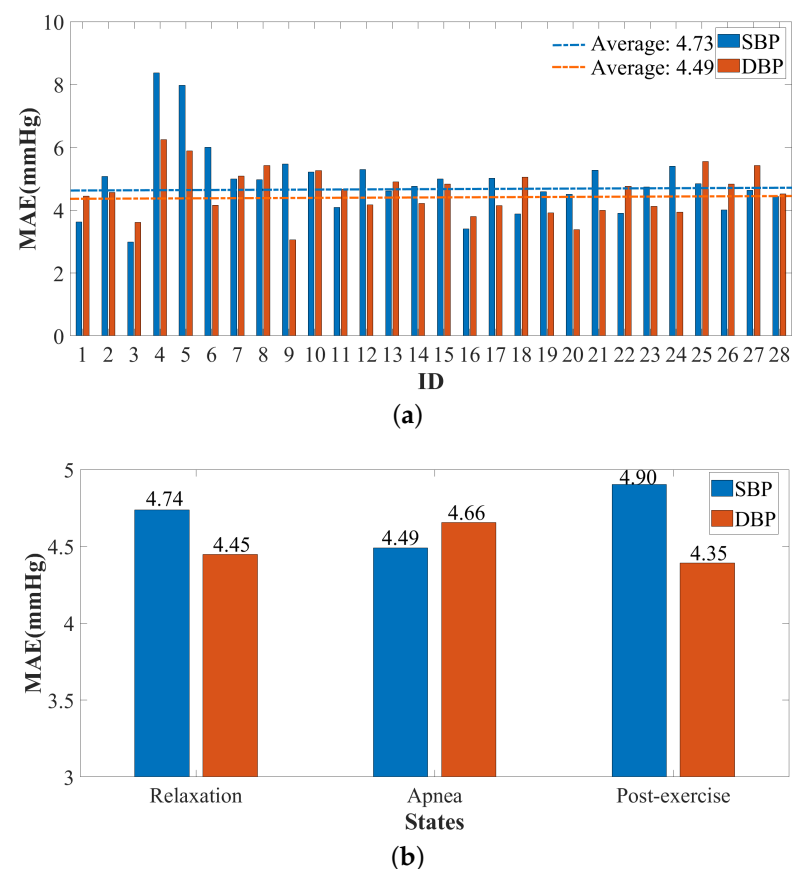 10
8
6
4
2
0
MAE(mmHg)
Average: 4.73
Average: 4.49
SBP
DBP
1 2 3 4 5 6 7 8 9 10 11 12 13 14 15 16 17 18 19 20 21 22 23 24 25 26 27 28
ID
(a)
5
4.5
4
3.5
3
MAE(mmHg)
4.74
4.45
4.49
4.66
4.90
4.35
SBP
DBP
Relaxation Apnea Post-exercise
States
(b)